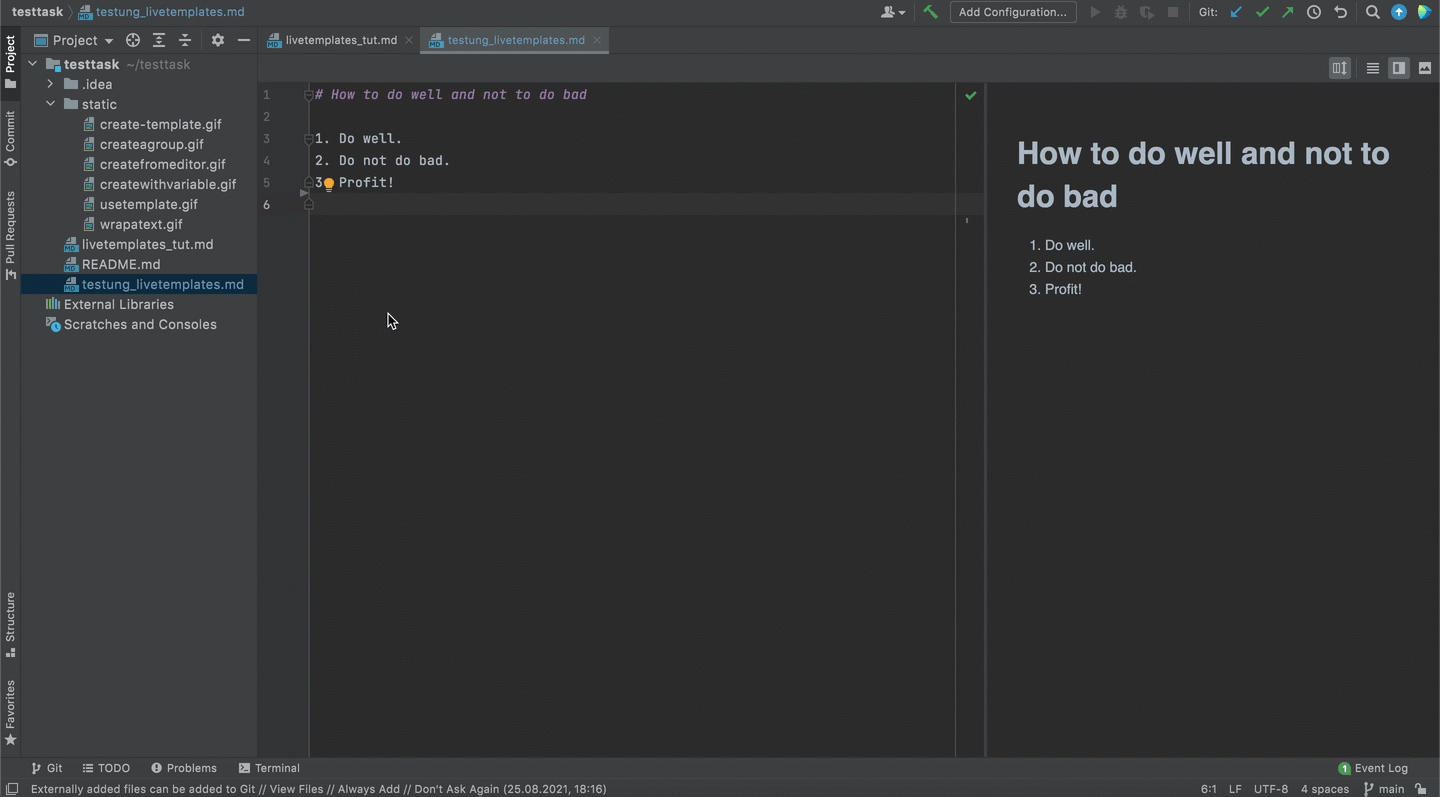 testtask testung_livetemplates.md Add Configuration... Git:
Project livetemplates_tut.md testung_livetemplates.md
testtask ~/testtask
.idea
static
create-template.gif
createagroup.gif
createfromeditor.gif
createwithvariable.gif
usetemplate.gif
wrapatext.gif
livetemplates_tut.md
README.md
testung_livetemplates.md
External Libraries
Scratches and Consoles
Project
Commit
Pull Requests
Structure
Favorites
1 # How to do well and not to do bad
2
3 1. Do well.
4 2. Do not do bad.
5 3 Profit!
6
How to do well and not to
do bad
1. Do well.
2. Do not do bad.
3. Profit!
Git TODO Problems Terminal 1 Event Log
Externally added files can be added to Git // View Files // Always Add // Don't Ask Again (25.08.2021, 18:16) 6:1 LF UTF-8 4 spaces main